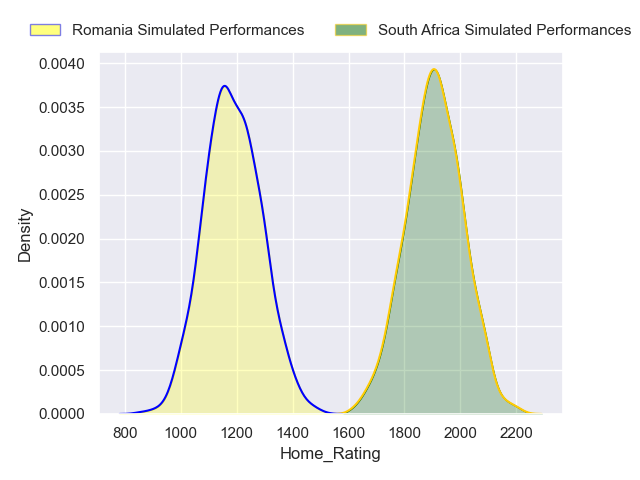 Romania Simulated Performances
South Africa Simulated Performances
0.0040
0.0035
0.0030
0.0025
0.0020
0.0015
0.0010
0.0005
0.0000
Density
800 1000 1200 1400 1600 1800 2000 2200
Home_Rating